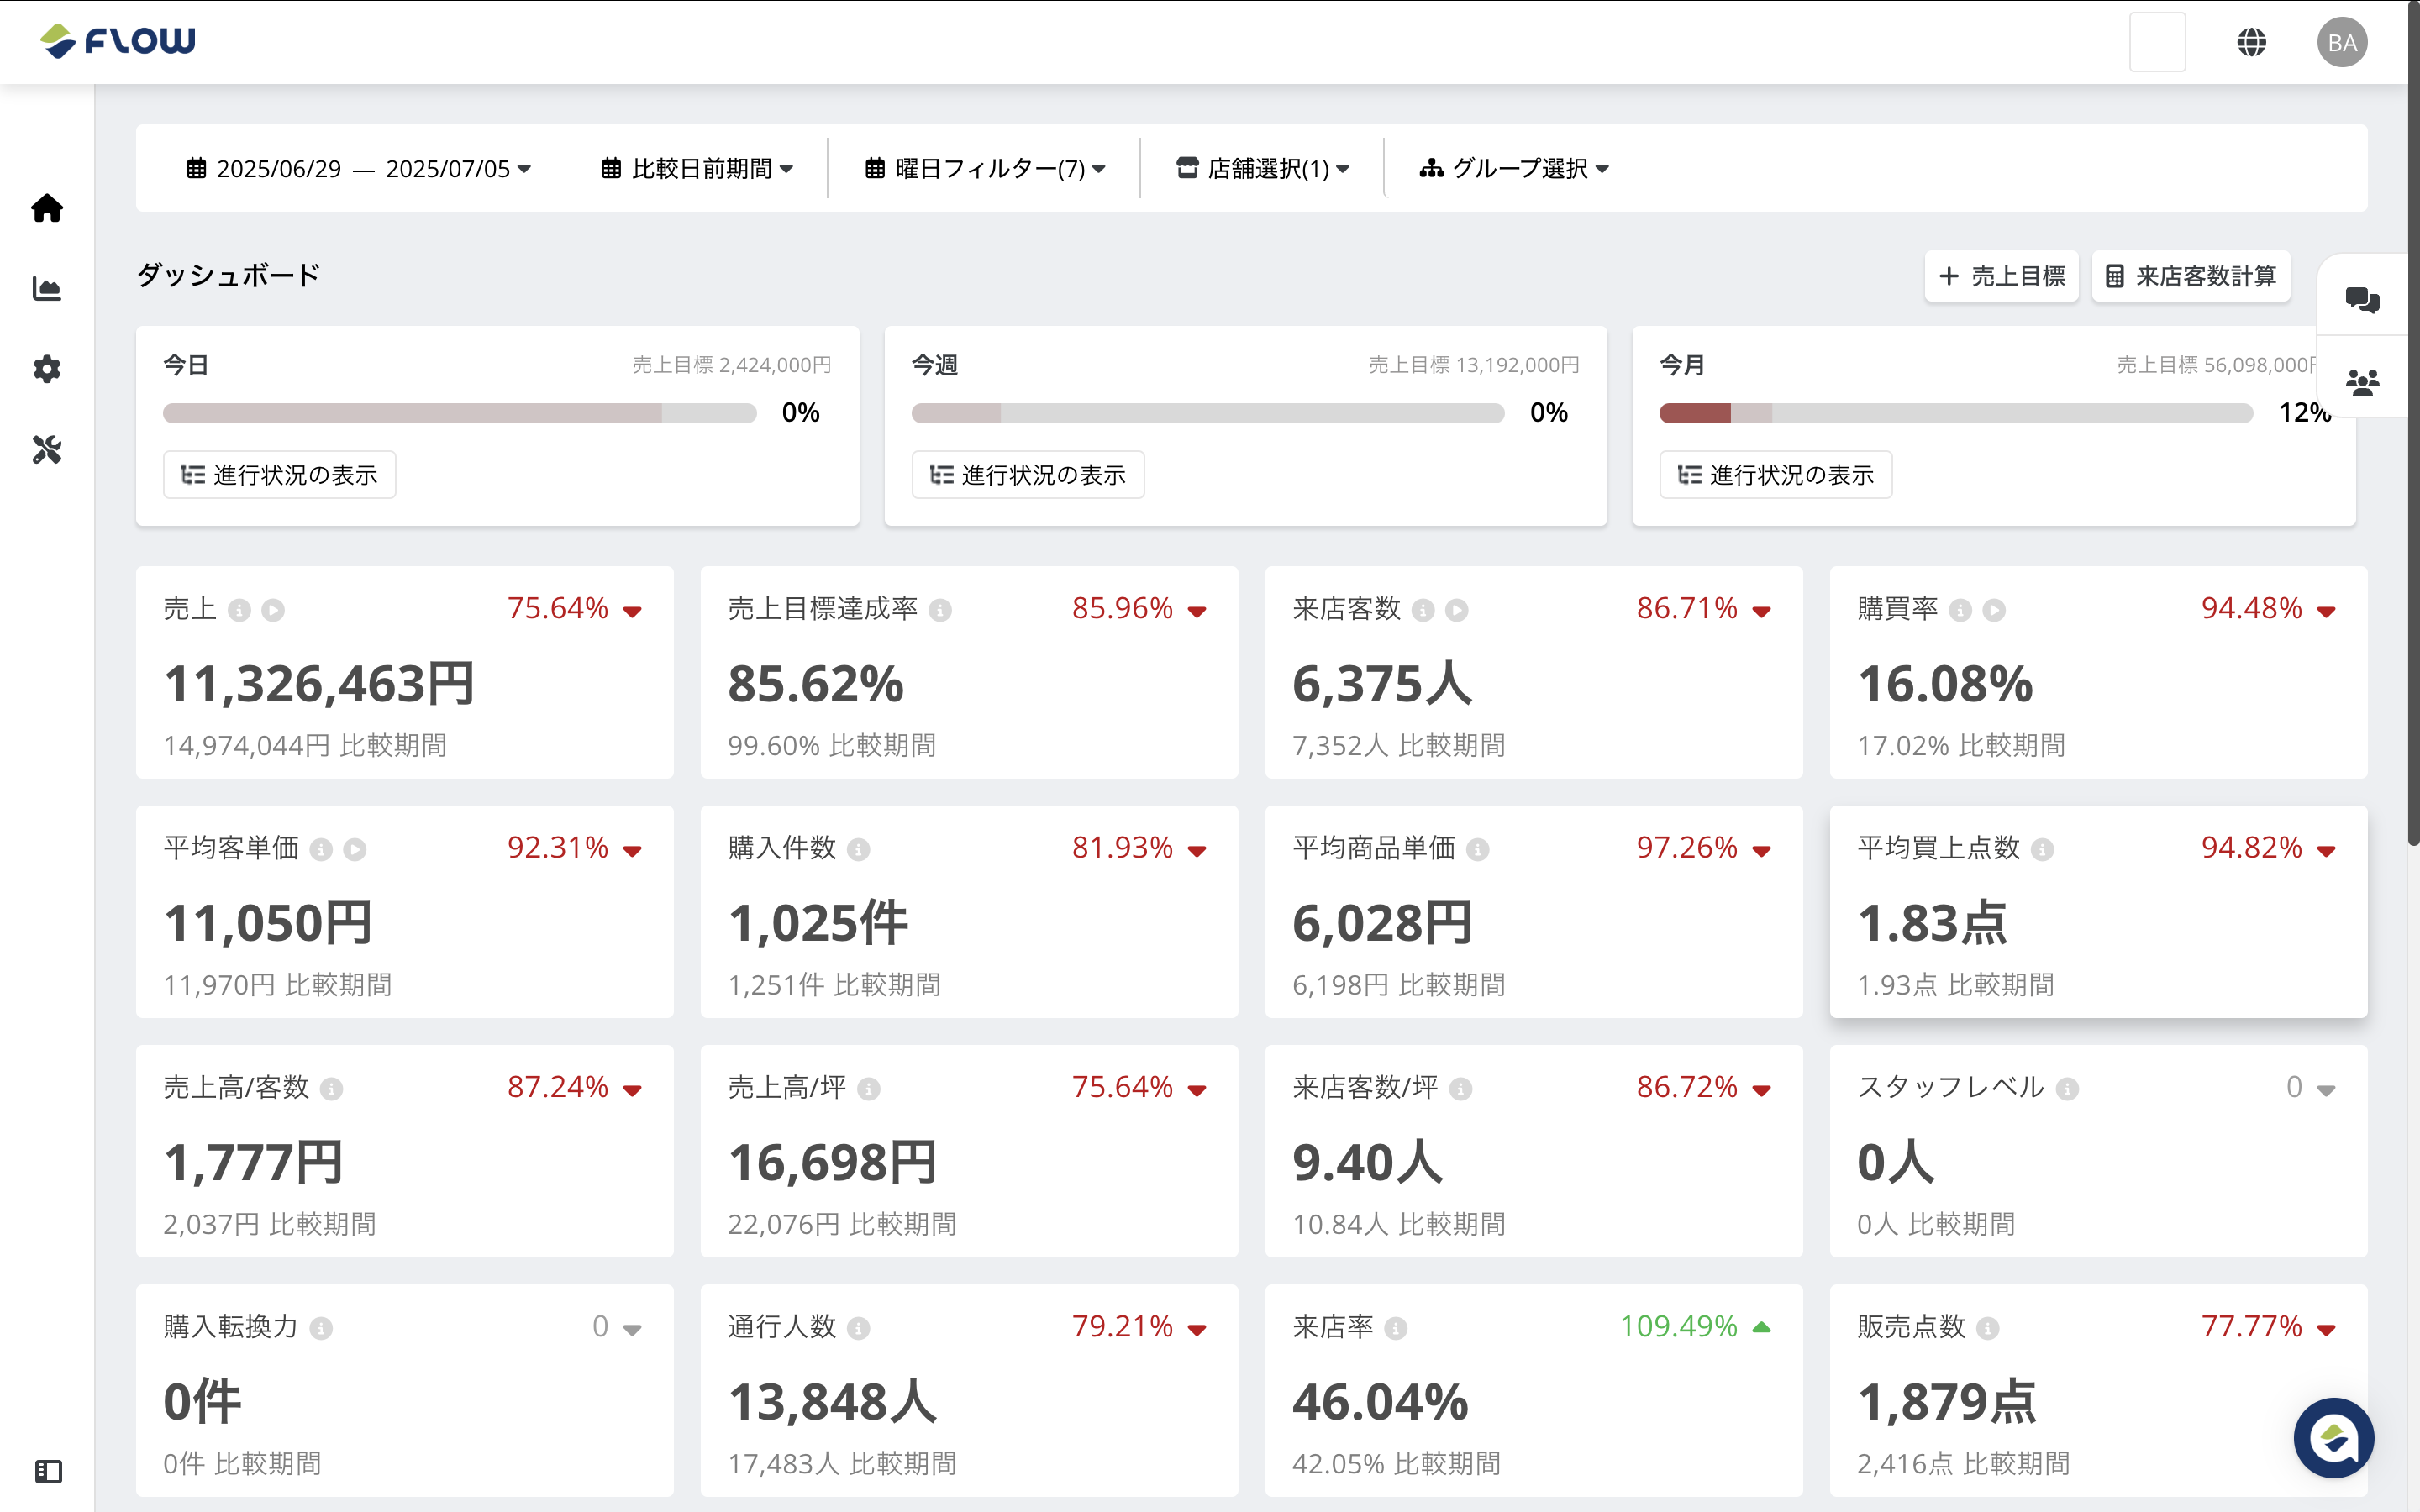 FLOW
BA
2025/06/29 — 2025/07/05
比較日前期間
曜日フィルター(7)
店舗選択(1)
グループ選択
ダッシュボード
売上目標
来店客数計算
今日
売上目標 2,424,000円
0%
進行状況の表示
今週
売上目標 13,192,000円
0%
進行状況の表示
今月
売上目標 56,098,000円
12%
進行状況の表示
売上
75.64%
11,326,463円
14,974,044円 比較期間
売上目標達成率
85.96%
85.62%
99.60% 比較期間
来店客数
86.71%
6,375人
7,352人 比較期間
購買率
94.48%
16.08%
17.02% 比較期間
平均客単価
92.31%
11,050円
11,970円 比較期間
購入件数
81.93%
1,025件
1,251件 比較期間
平均商品単価
97.26%
6,028円
6,198円 比較期間
平均買上点数
94.82%
1.83点
1.93点 比較期間
売上高/客数
87.24%
1,777円
2,037円 比較期間
売上高/坪
75.64%
16,698円
22,076円 比較期間
来店客数/坪
86.72%
9.40人
10.84人 比較期間
スタッフレベル
0
0人
0人 比較期間
購入転換力
0
0件
0件 比較期間
通行人数
79.21%
13,848人
17,483人 比較期間
来店率
109.49%
46.04%
42.05% 比較期間
販売点数
77.77%
1,879点
2,416点 比較期間